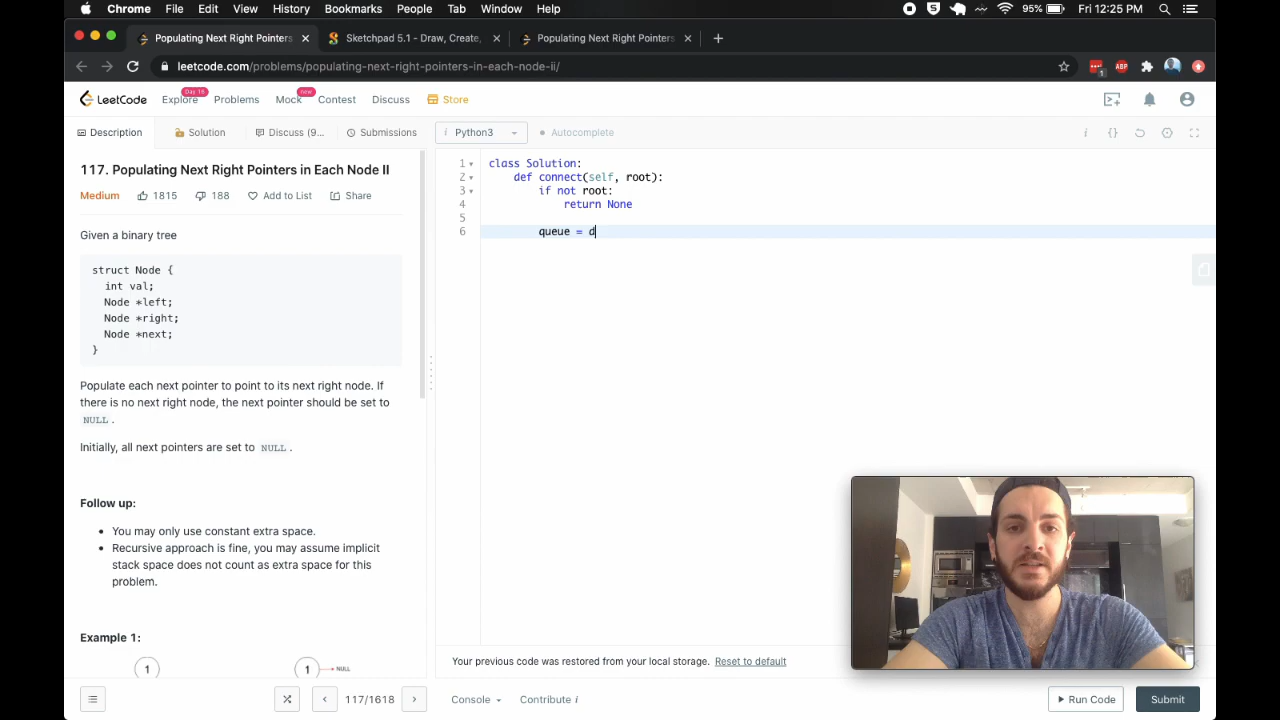 Chrome File Edit View History Bookmarks People Tab Window Help 95% Fri 12:25 PM
Populating Next Right Pointers Sketchpad 5.1 - Draw, Create, Populating Next Right Pointers
leetcode.com/problems/populating-next-right-pointers-in-each-node-ii/ 1 ABP
LeetCode Explore Day 16 Problems Mock new Contest Discuss Store
Description Solution Discuss (9... Submissions Python3 Autocomplete
117. Populating Next Right Pointers in Each Node II
Medium 1815 188 Add to List Share
Given a binary tree
struct Node {
int val;
Node *left;
Node *right;
Node *next;
}
Populate each next pointer to point to its next right node. If
there is no next right node, the next pointer should be set to
NULL .
Initially, all next pointers are set to NULL .
Follow up:
• You may only use constant extra space.
• Recursive approach is fine, you may assume implicit
stack space does not count as extra space for this
problem.
Example 1:
1 1 NULL
117/1618
1 class Solution:
2 def connect(self, root):
3 if not root:
4 return None
5
6 queue = d
Your previous code was restored from your local storage. Reset to default
Console Contribute i Run Code Submit